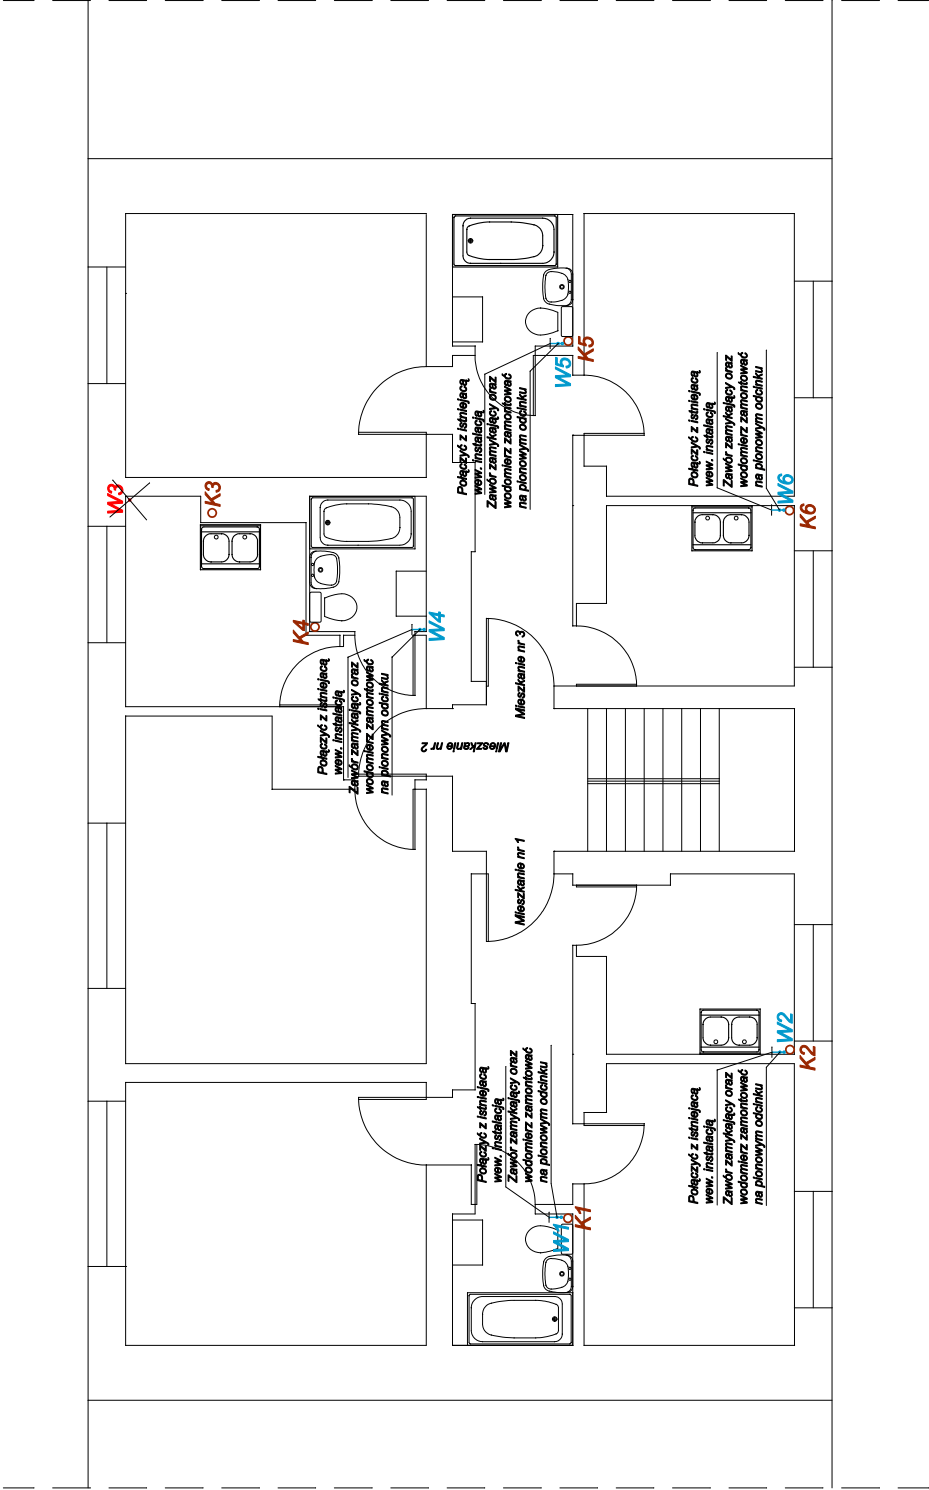 W3
K3
K4
W4
Połączyć z istniejącą
wew. instalacją
Zawór zamykający oraz
wodomierz zamontować
na pionowym odcinku
W5
K5
Połączyć z istniejącą
wew. instalacją
Zawór zamykający oraz
wodomierz zamontować
na pionowym odcinku
W6
K6
Połączyć z istniejącą
wew. instalacją
Zawór zamykający oraz
wodomierz zamontować
na pionowym odcinku
Mieszkanie nr 3
Mieszkanie nr 2
Mieszkanie nr 1
W1
K1
Połączyć z istniejącą
wew. instalacją
Zawór zamykający oraz
wodomierz zamontować
na pionowym odcinku
W2
K2
Połączyć z istniejącą
wew. instalacją
Zawór zamykający oraz
wodomierz zamontować
na pionowym odcinku